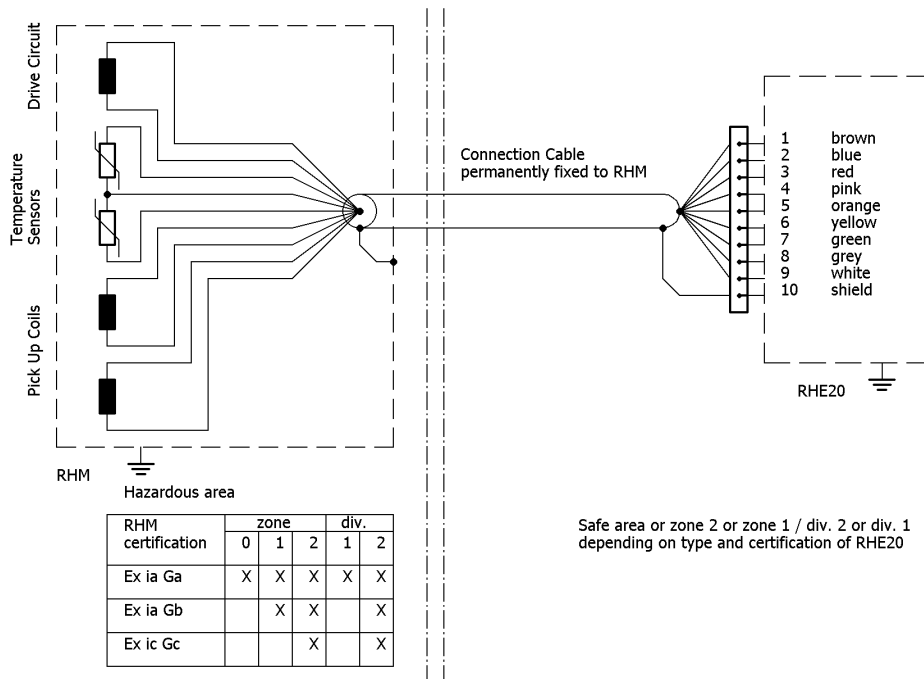 Drive Circuit
Temperature
Sensors
Pick Up Coils
Connection Cable
permanently fixed to RHM
1 brown
2 blue
3 red
4 pink
5 orange
6 yellow
7 green
8 grey
9 white
10 shield
RHE20
RHM
Hazardous area
RHM certification zone div.
0 1 2 1 2
Ex ia Ga X X X X X
Ex ia Gb X X X
Ex ic Gc X X
Safe area or zone 2 or zone 1 / div. 2 or div. 1
depending on type and certification of RHE20